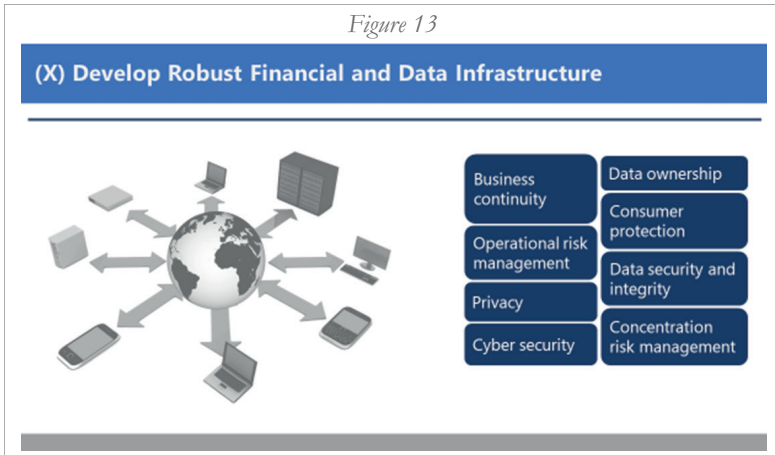 Figure 13
(X) Develop Robust Financial and Data Infrastructure
Business
continuity
Operational risk
management
Privacy
Cyber security
Data ownership
Consumer
protection
Data security and
integrity
Concentration
risk management